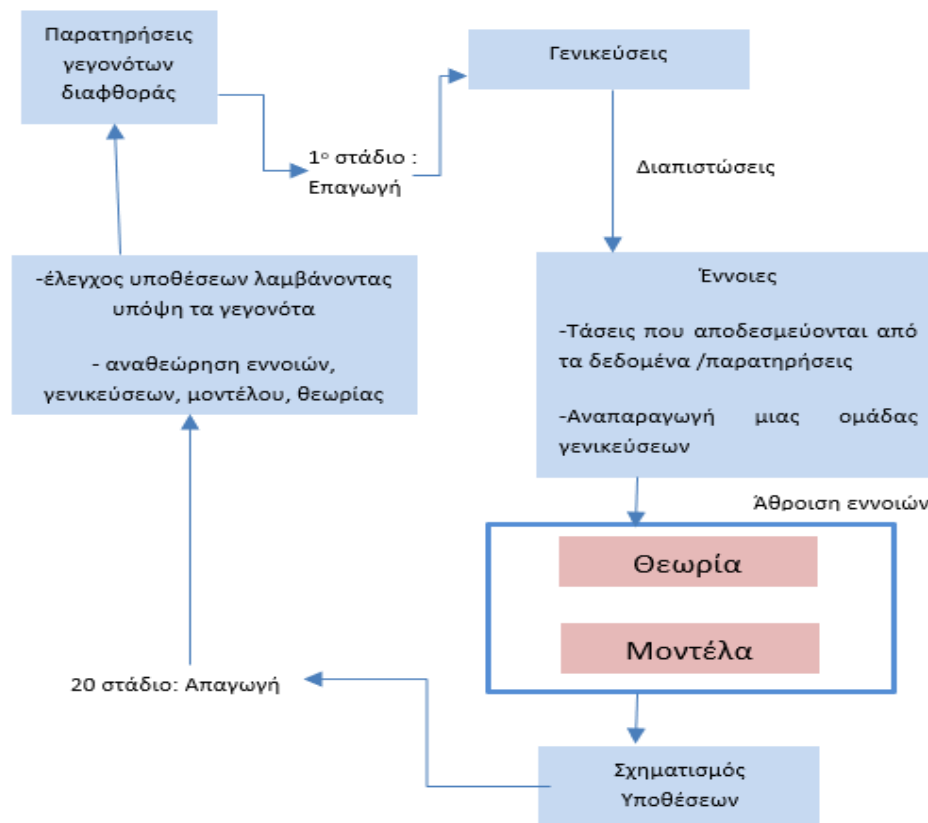 Παρατηρήσεις
γεγονότων
διαφθοράς
Γενικεύσεις
1ο στάδιο :
Επαγωγή
Διαπιστώσεις
-έλεγχος υποθέσεων λαμβάνοντας
υπόψη τα γεγονότα
- αναθεώρηση εννοιών,
γενικεύσεων, μοντέλου, θεωρίας
Έννοιες
-Τάσεις που αποδεσμεύονται από
τα δεδομένα /παρατηρήσεις
-Αναπαραγωγή μιας ομάδας
γενικεύσεων
Άθροιση εννοιών
Θεωρία
Μοντέλα
20 στάδιο: Απαγωγή
Σχηματισμός
Υποθέσεων